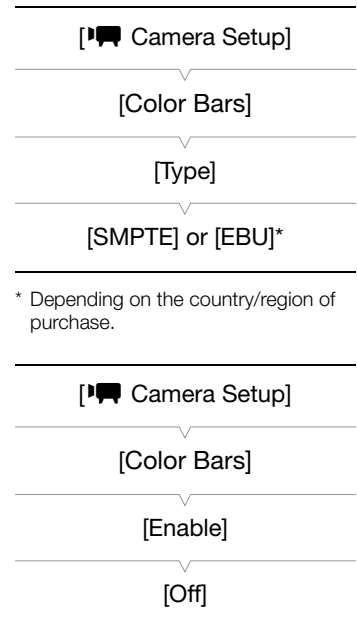 [Camera Setup]
[Color Bars]
[Type]
[SMPTE] or [EBU]*
* Depending on the country/region of
purchase.
[Camera Setup]
[Color Bars]
[Enable]
[Off]